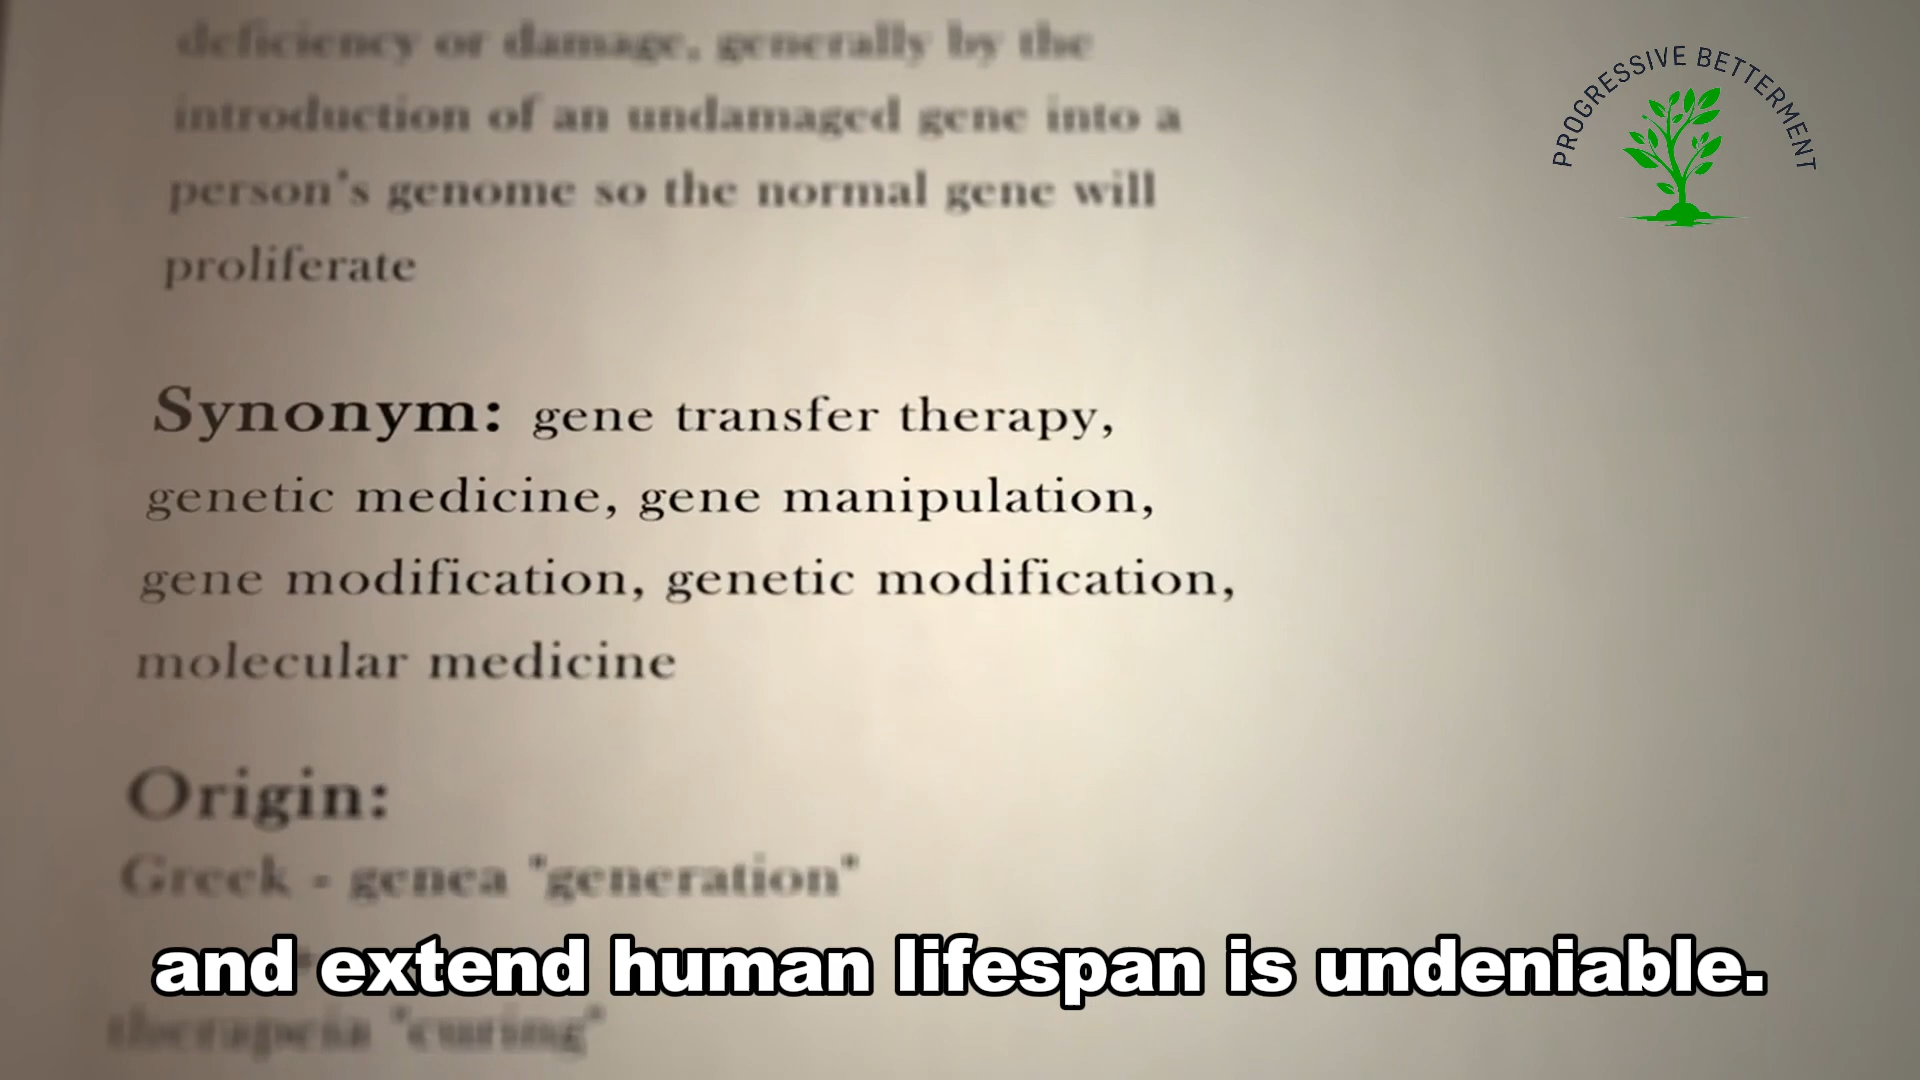 deficiency or damage, generally by the
introduction of an undamaged gene into a
person's genome so the normal gene will
proliferate
Synonym: gene transfer therapy,
genetic medicine, gene manipulation,
gene modification, genetic modification,
molecular medicine
Origin:
Greek - genea "generation"
therapeia "curing"
PROGRESSIVE BETTERMENT
and extend human lifespan is undeniable.